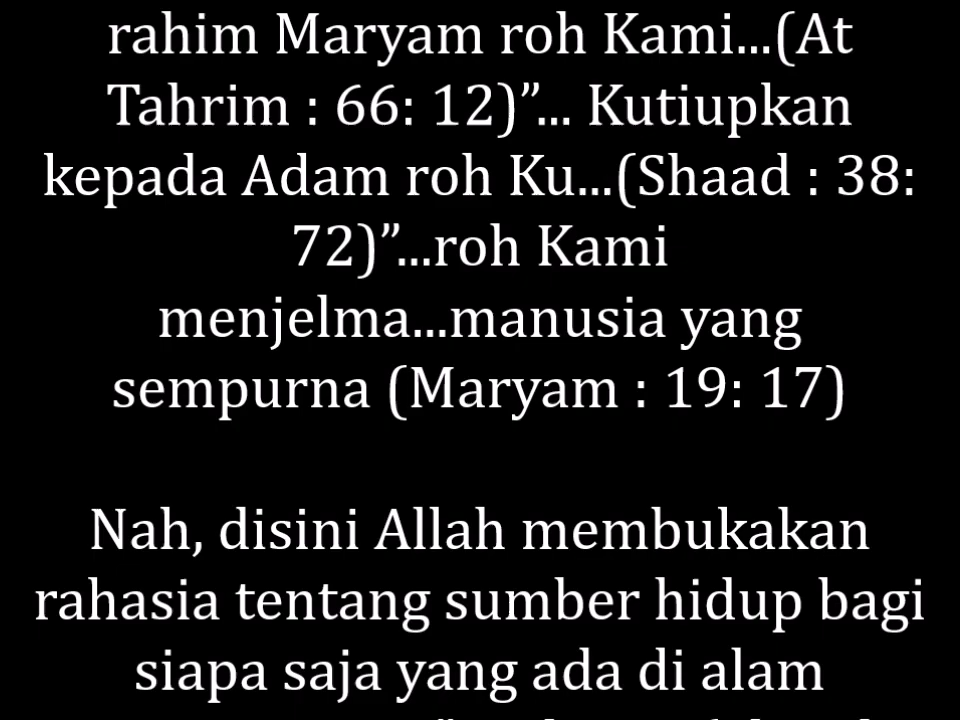 rahim Maryam roh Kami...(At
Tahrim : 66: 12)”... Kutiupkan
kepada Adam roh Ku...(Shaad : 38:
72)”...roh Kami
menjelma...manusia yang
sempurna (Maryam : 19: 17)
Nah, disini Allah membukakan
rahasia tentang sumber hidup bagi
siapa saja yang ada di alam